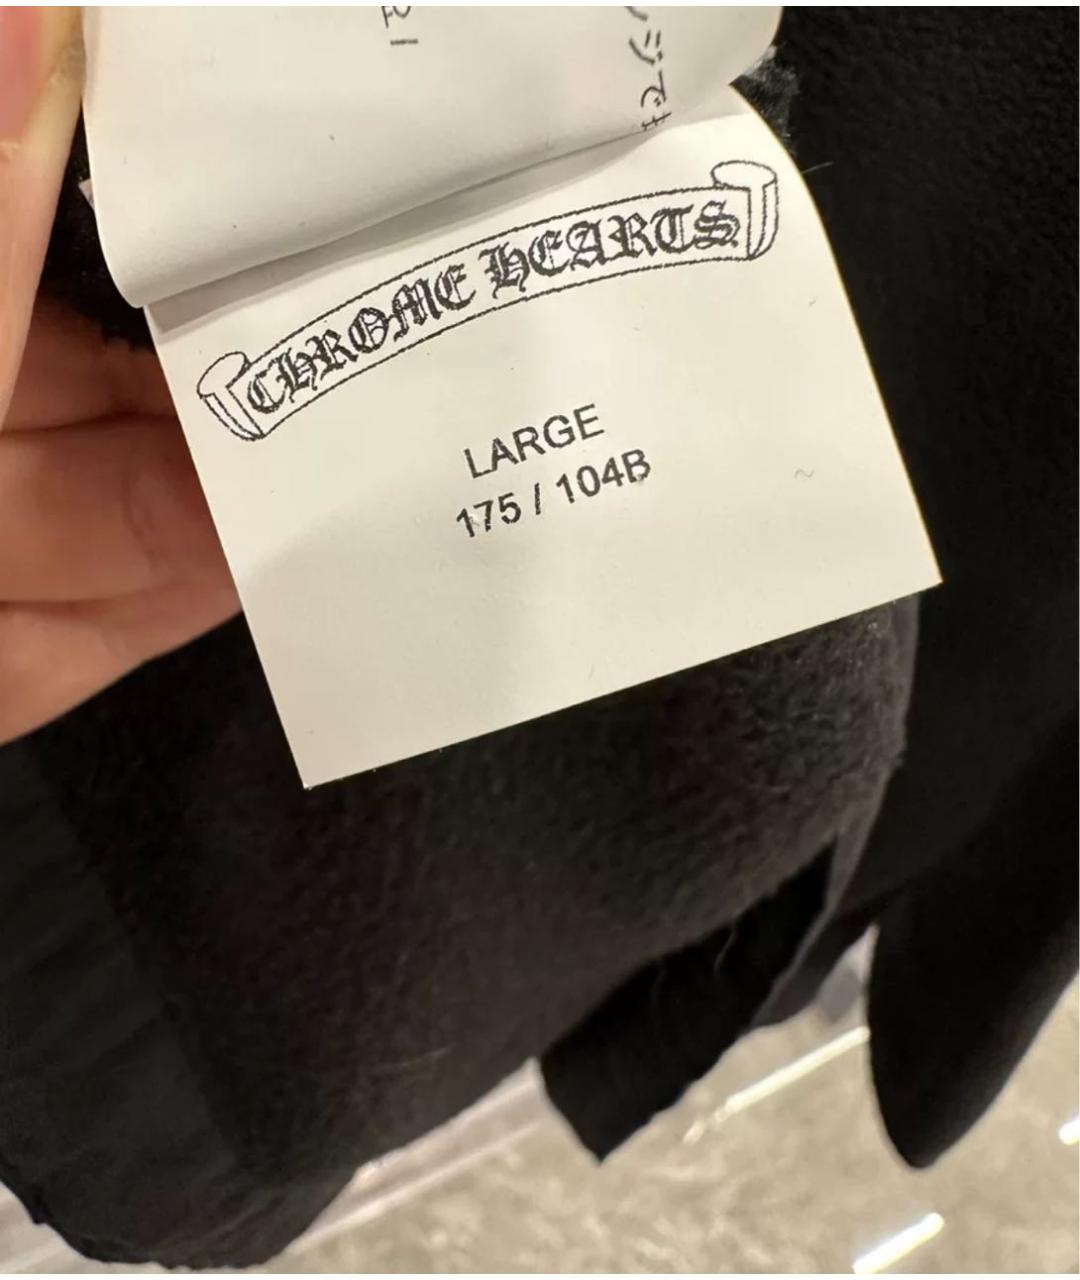 CHROME HEARTS
LARGE
175 / 104B